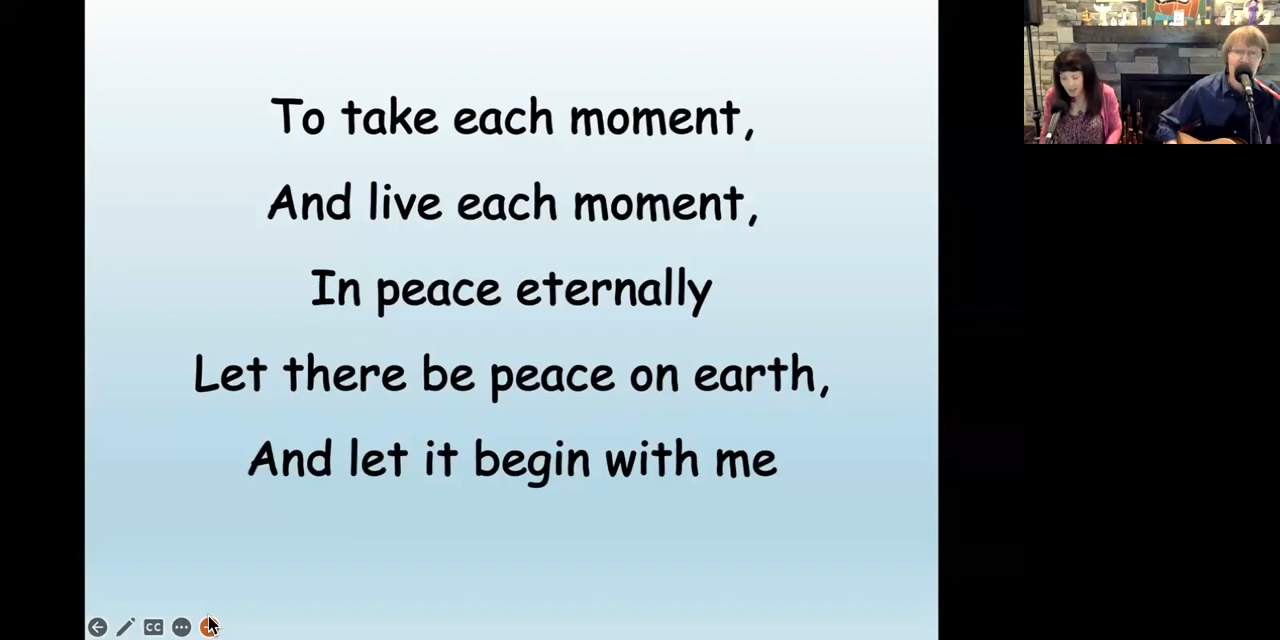 To take each moment,
And live each moment,
In peace eternally
Let there be peace on earth,
And let it begin with me
CC